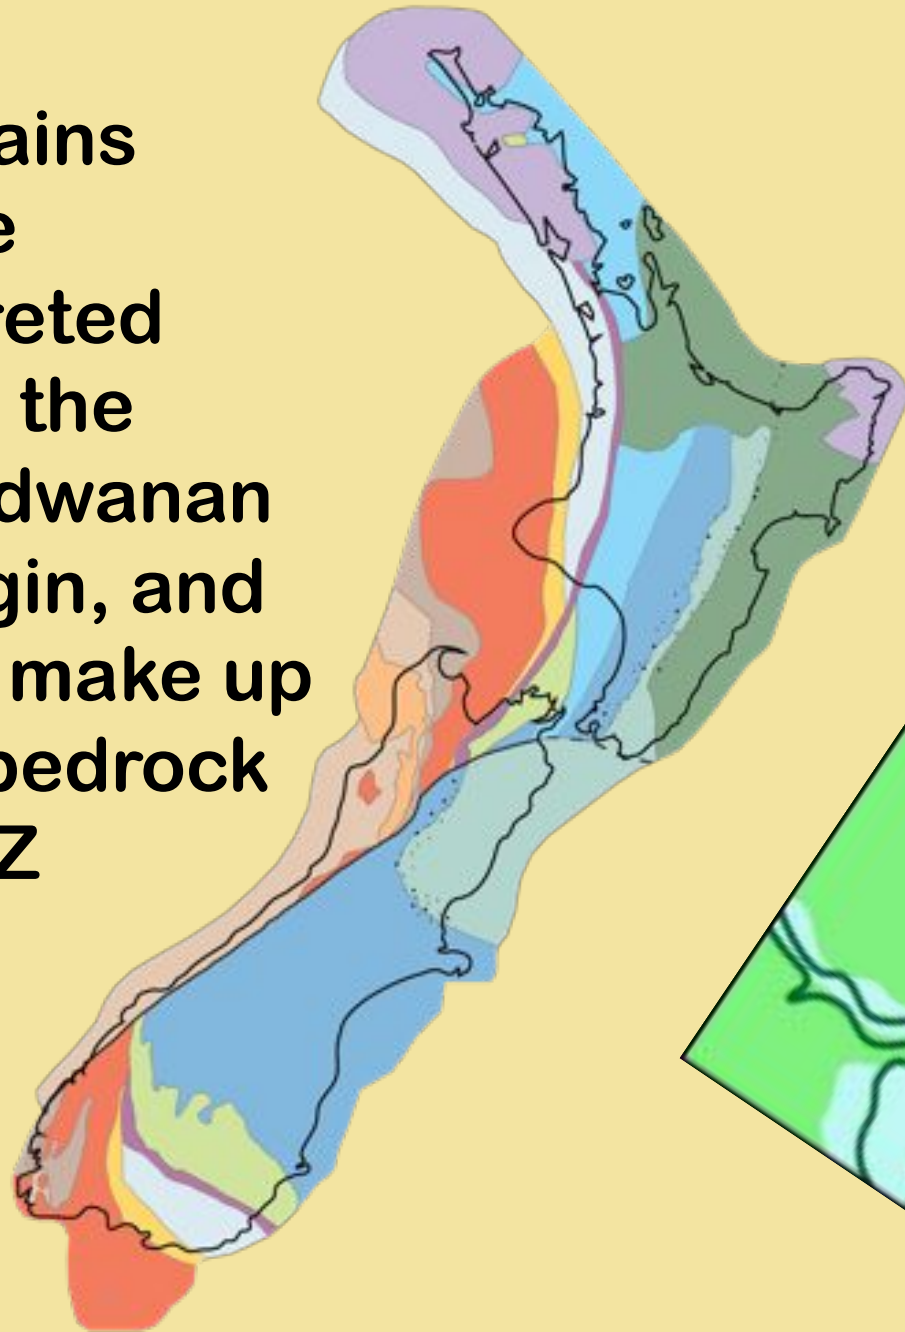 ains
e
reted
the
dwanan
gin, and
make up
bedrock
Z